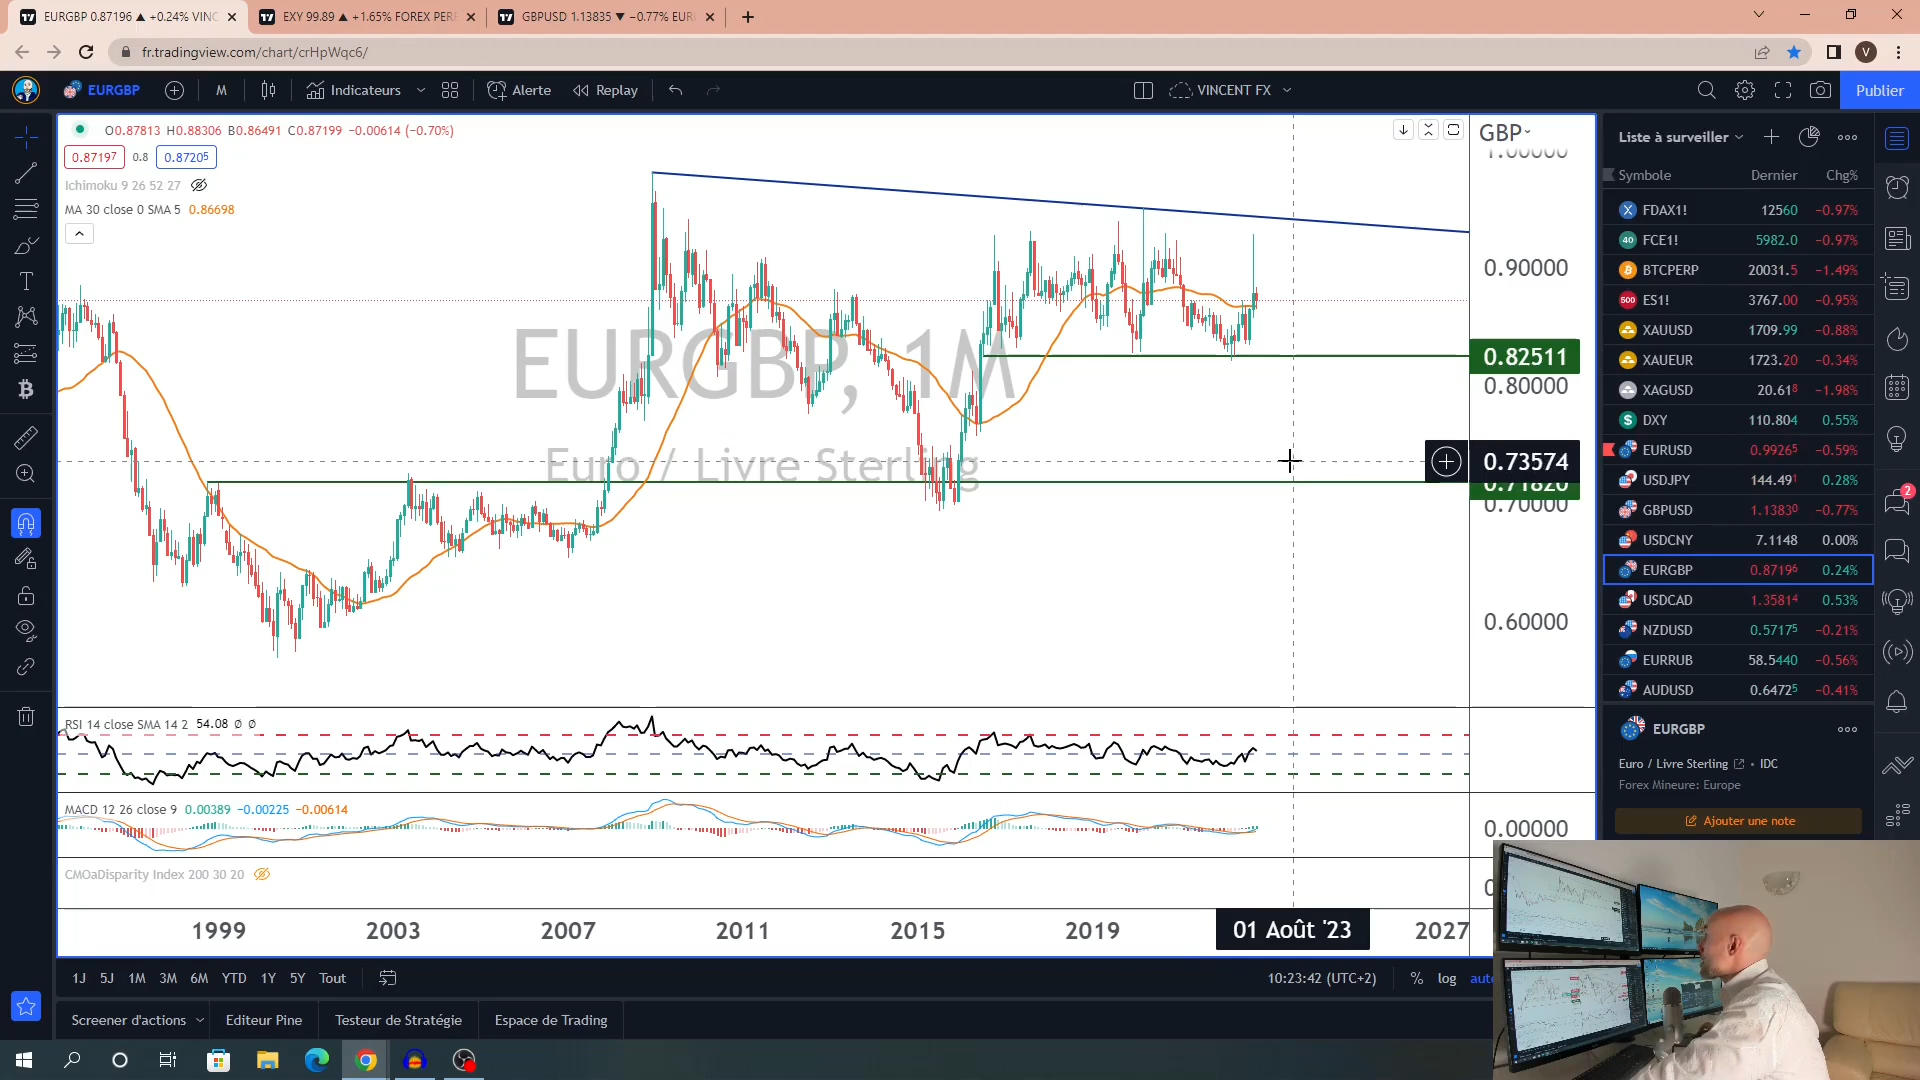 EURGBP 0.87196 ▲ +0.24% VINC
EXY 99.89 ▲ +1.65% FOREX PER
GBPUSD 1.13835 ▼ −0.77% EUR
fr.tradingview.com/chart/crHpWqc6/
V
EURGBP
M
Indicateurs
Alerte
Replay
VINCENT FX
Publier
O0.87813 H0.88306 B0.86491 C0.87199 −0.00614 (−0.70%)
0.87197
0.8
0.87205
Ichimoku 9 26 52 27
MA 30 close 0 SMA 5 0.86698
EURGBP, 1M
Euro / Livre Sterling
GBP
1.00000
0.90000
0.82511
0.80000
0.73574
0.71820
0.70000
0.60000
RSI 14 close SMA 14 2 54.08 ∅ ∅
MACD 12 26 close 9 0.00389 −0.00225 −0.00614
0.00000
CMOaDisparity Index 200 30 20
1999
2003
2007
2011
2015
2019
01 Août '23
2027
1J
5J
1M
3M
6M
YTD
1Y
5Y
Tout
10:23:42 (UTC+2)
%
log
auto
Screener d'actions
Editeur Pine
Testeur de Stratégie
Espace de Trading
Liste à surveiller
Symbole Dernier Chg%
FDAX1! 12560 −0.97%
40 FCE1! 5982.0 −0.97%
BTCPERP 20031.5 −1.49%
500 ES1! 3767.00 −0.95%
XAUUSD 1709.99 −0.88%
XAUEUR 1723.20 −0.34%
XAGUSD 20.618 −1.98%
DXY 110.804 0.55%
EURUSD 0.99265 −0.59%
USDJPY 144.491 0.28%
GBPUSD 1.13830 −0.77%
USDCNY 7.1148 0.00%
EURGBP 0.87196 0.24%
USDCAD 1.35814 0.53%
NZDUSD 0.57175 −0.21%
EURRUB 58.5440 −0.56%
AUDUSD 0.64725 −0.41%
2
EURGBP
Euro / Livre Sterling • IDC
Forex Mineure: Europe
Ajouter une note